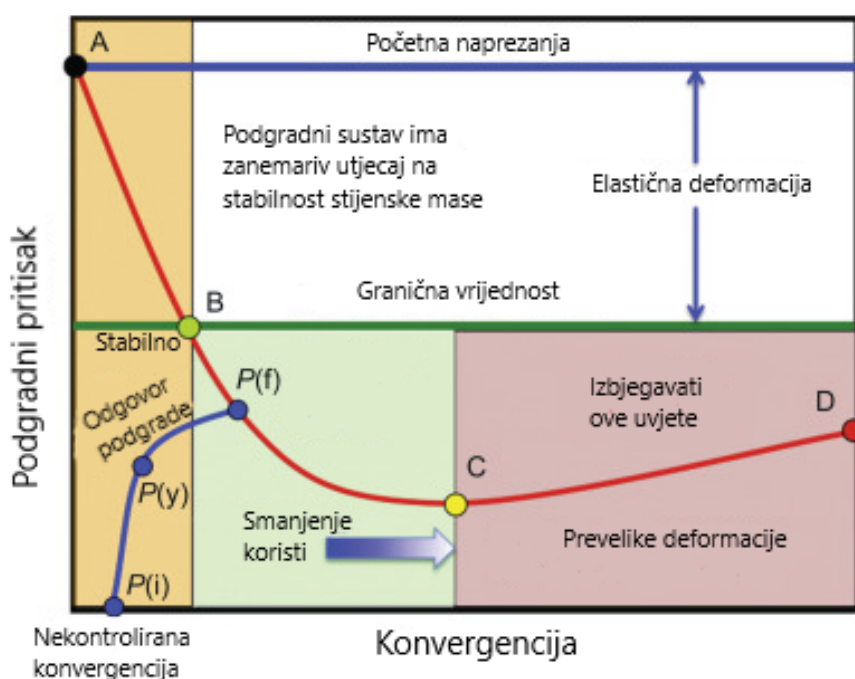 A
Početna naprezanja
Podgradni sustav ima
zanemariv utjecaj na
stabilnost stijenske mase
Elastična deformacija
Podgradni pritisak
B
Granična vrijednost
Stabilno
P(f)
Odgovor
podgrade
Izbjegavati
ove uvjete
D
P(y)
C
Smanjenje
koristi
Prevelike deformacije
P(i)
Nekontrolirana
konvergencija
Konvergencija